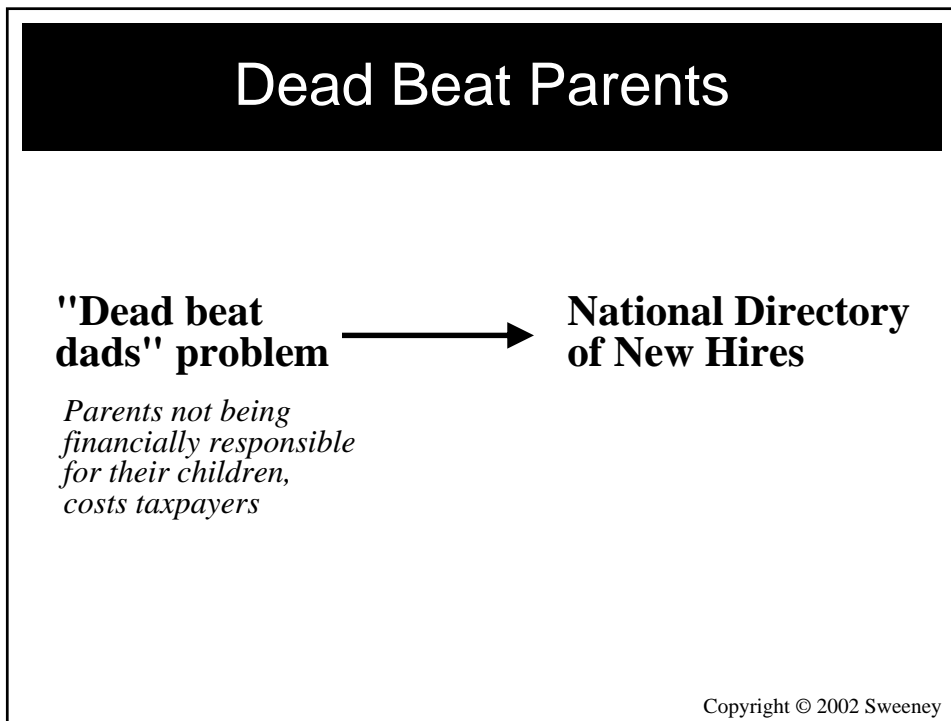 Dead Beat Parents
"Dead beat
dads" problem
Parents not being
financially responsible
for their children,
costs taxpayers
National Directory
of New Hires
Copyright © 2002 Sweeney